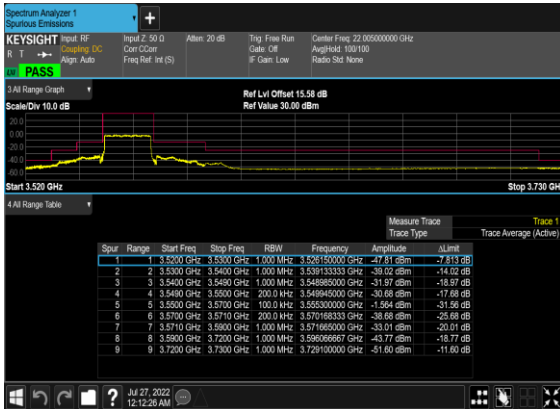 Spectrum Analyzer 1
Spurious Emissions
KEYSIGHT Input: RF Input Z: 50 Ω Atten: 20 dB Trig: Free Run Center Freq: 22.005000000 GHz
R T Coupling: DC Corr CCorr Gate: Off Avg|Hold: 100/100
Align: Auto Freq Ref: Int (S) IF Gain: Low Radio Std: None
PASS
3 All Range Graph
Ref Lvl Offset 15.58 dB
Scale/Div 10.0 dB Ref Value 30.00 dBm
20.0
0.00
-20.0
-40.0
-60.0
Start 3.520 GHz Stop 3.730 GH
4 All Range Table
Measure Trace Trace 1
Trace Type Trace Average (Active)
Spur Range Start Freq Stop Freq RBW Frequency Amplitude ΔLimit
1 1 3.5200 GHz 3.5300 GHz 1.000 MHz 3.526150000 GHz -47.81 dBm -7.813 dB
2 2 3.5300 GHz 3.5400 GHz 1.000 MHz 3.539133333 GHz -39.02 dBm -14.02 dB
3 3 3.5400 GHz 3.5490 GHz 1.000 MHz 3.548985000 GHz -31.97 dBm -18.97 dB
4 4 3.5490 GHz 3.5500 GHz 200.0 kHz 3.549945000 GHz -30.68 dBm -17.68 dB
5 5 3.5500 GHz 3.5700 GHz 100.0 kHz 3.555300000 GHz -1.564 dBm -31.56 dB
6 6 3.5700 GHz 3.5710 GHz 200.0 kHz 3.570168333 GHz -38.68 dBm -25.68 dB
7 7 3.5710 GHz 3.5900 GHz 1.000 MHz 3.571665000 GHz -33.01 dBm -20.01 dB
8 8 3.5900 GHz 3.7200 GHz 1.000 MHz 3.596066667 GHz -43.77 dBm -18.77 dB
9 9 3.7200 GHz 3.7300 GHz 1.000 MHz 3.729100000 GHz -51.60 dBm -11.60 dB
Jul 27, 2022
12:12:26 AM